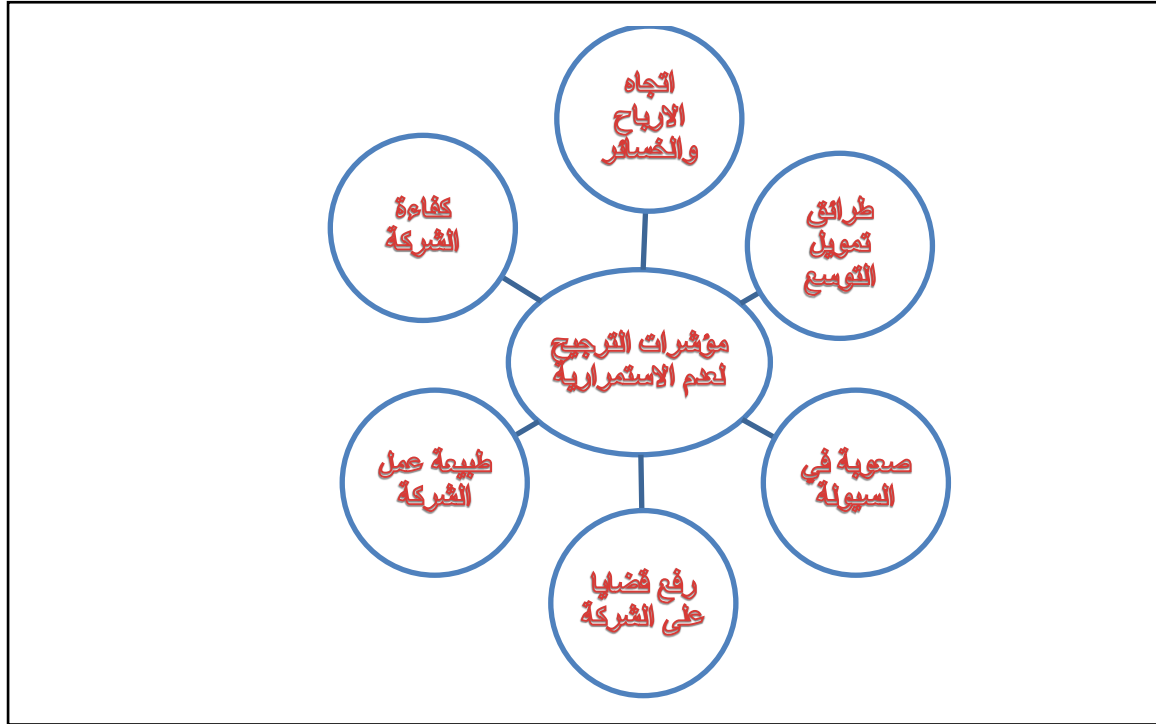 اتجاه
الارباح
والخسائر
طرائق
تمويل
التوسع
صعوبة في
السيولة
رفع قضايا
على الشركة
طبيعة عمل
الشركة
كفاءة
الشركة
مؤشرات الترجيح
لعدم الاستمرارية